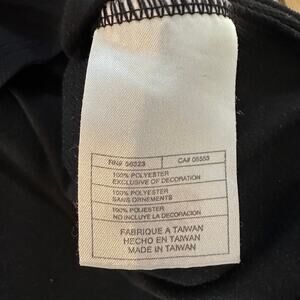 RN# 56323 CA# 05553
100% POLYESTER
EXCLUSIVE OF DECORATION
100% POLYESTER
SANS ORNEMENTS
100% POLIESTER
NO INCLUYE LA DECORACION
FABRIQUE A TAIWAN
HECHO EN TAIWAN
MADE IN TAIWAN